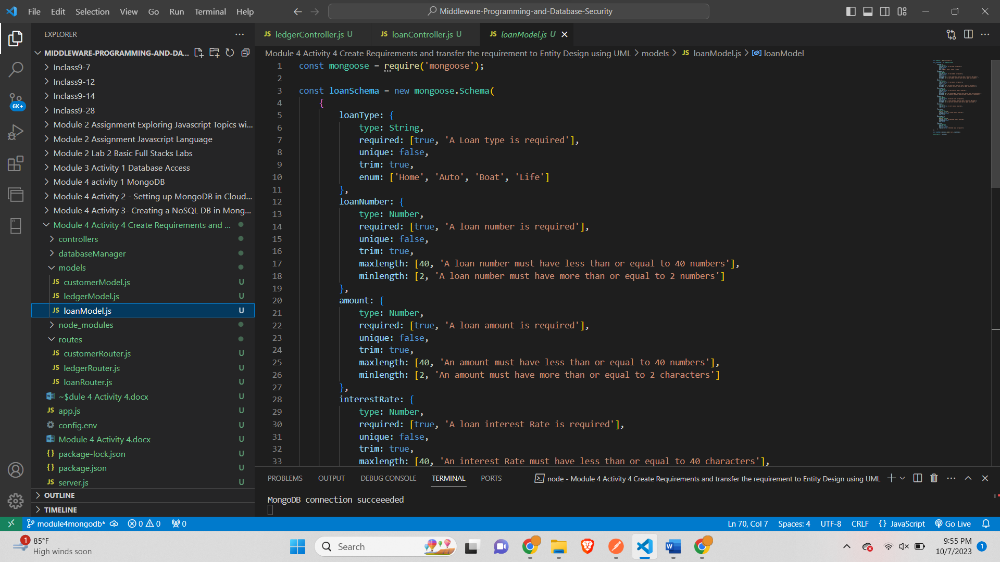 File Edit Selection View Go Run Terminal Help
Middleware-Programming-and-Database-Security
EXPLORER
MIDDLEWARE-PROGRAMMING-AND-DA...
Inclass9-7
Inclass9-12
Inclass9-14
Inclass9-28
Module 2 Assignment Exploring Javascript Topics wi...
Module 2 Assignment Javascript Language
Module 2 Lab 2 Basic Full Stacks Labs
Module 3 Activity 1 Database Access
Module 4 activity 1 MongoDB
Module 4 Activity 2 - Setting up MongoDB in Cloud...
Module 4 Activity 3- Creating a NoSQL DB in Mong...
Module 4 Activity 4 Create Requirements and ...
controllers
databaseManager
models
JS customerModel.js U
JS ledgerModel.js U
JS loanModel.js U
node_modules
routes
JS customerRouter.js U
JS ledgerRouter.js U
JS loanRouter.js U
~$dule 4 Activity 4.docx U
JS app.js U
config.env U
Module 4 Activity 4.docx U
{} package-lock.json U
{} package.json U
JS server.js U
OUTLINE
TIMELINE
6K+
JS ledgerController.js U
JS loanController.js U
JS loanModel.js U
Module 4 Activity 4 Create Requirements and transfer the requirement to Entity Design using UML > models > JS loanModel.js > loanModel
1 const mongoose = require('mongoose');
2
3 const loanSchema = new mongoose.Schema(
4 {
5 loanType: {
6 type: String,
7 required: [true, 'A Loan type is required'],
8 unique: false,
9 trim: true,
10 enum: ['Home', 'Auto', 'Boat', 'Life']
11 },
12 loanNumber: {
13 type: Number,
14 required: [true, 'A loan number is required'],
15 unique: false,
16 trim: true,
17 maxlength: [40, 'A loan number must have less than or equal to 40 numbers'],
18 minlength: [2, 'A loan number must have more than or equal to 2 numbers']
19 },
20 amount: {
21 type: Number,
22 required: [true, 'A loan amount is required'],
23 unique: false,
24 trim: true,
25 maxlength: [40, 'An amount must have less than or equal to 40 numbers'],
26 minlength: [2, 'An amount must have more than or equal to 2 characters']
27 },
28 interestRate: {
29 type: Number,
30 required: [true, 'A loan interest Rate is required'],
31 unique: false,
32 trim: true,
33 maxlength: [40, 'An interest Rate must have less than or equal to 40 characters'],
PROBLEMS OUTPUT DEBUG CONSOLE TERMINAL PORTS
node - Module 4 Activity 4 Create Requirements and transfer the requirement to Entity Design using UML
MongoDB connection succeeeded
module4mongodb* 0 0 0
Ln 70, Col 7 Spaces: 4 UTF-8 CRLF {} JavaScript Go Live
1
85°F
High winds soon
Search
9:55 PM
10/7/2023
1